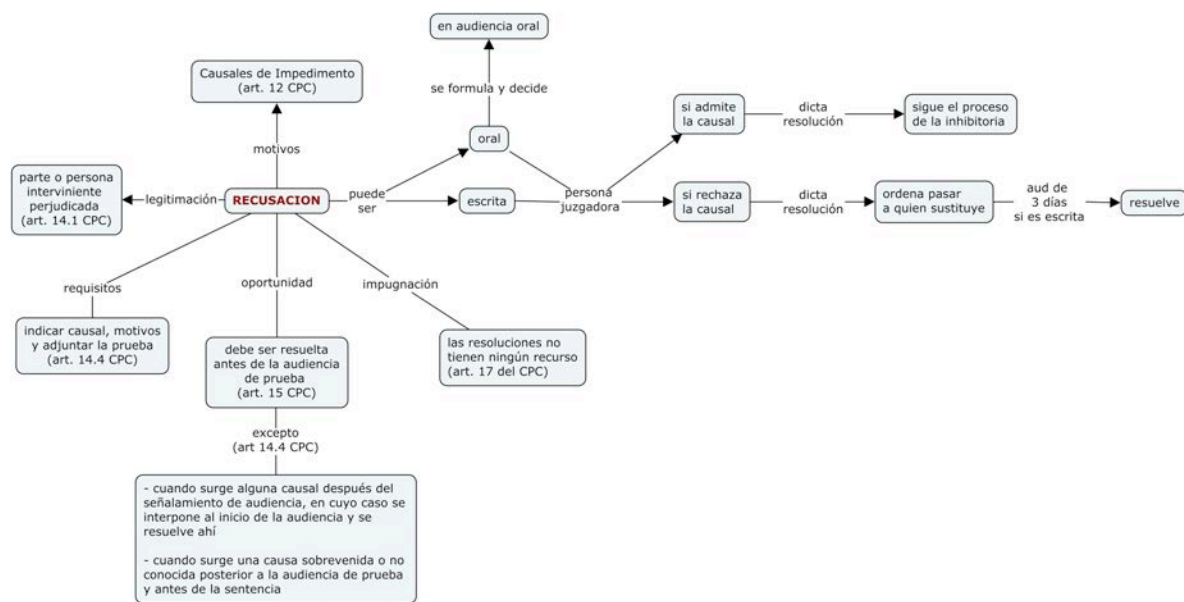 en audiencia oral
se formula y decide
Causales de Impedimento
(art. 12 CPC)
motivos
parte o persona
interviniente
perjudicada
(art. 14.1 CPC)
legitimación
RECUSACION
puede
ser
oral
escrita
persona
juzgadora
si admite
la causal
dicta
resolución
sigue el proceso
de la inhibitoria
si rechaza
la causal
dicta
resolución
ordena pasar
a quien sustituye
aud de
3 días
si es escrita
resuelve
requisitos
indicar causal, motivos
y adjuntar la prueba
(art. 14.4 CPC)
oportunidad
debe ser resuelta
antes de la audiencia
de prueba
(art. 15 CPC)
excepto
(art 14.4 CPC)
- cuando surge alguna causal después del
señalamiento de audiencia, en cuyo caso se
interpone al inicio de la audiencia y se
resuelve ahí
- cuando surge una causa sobrevenida o no
conocida posterior a la audiencia de prueba
y antes de la sentencia
impugnación
las resoluciones no
tienen ningún recurso
(art. 17 del CPC)